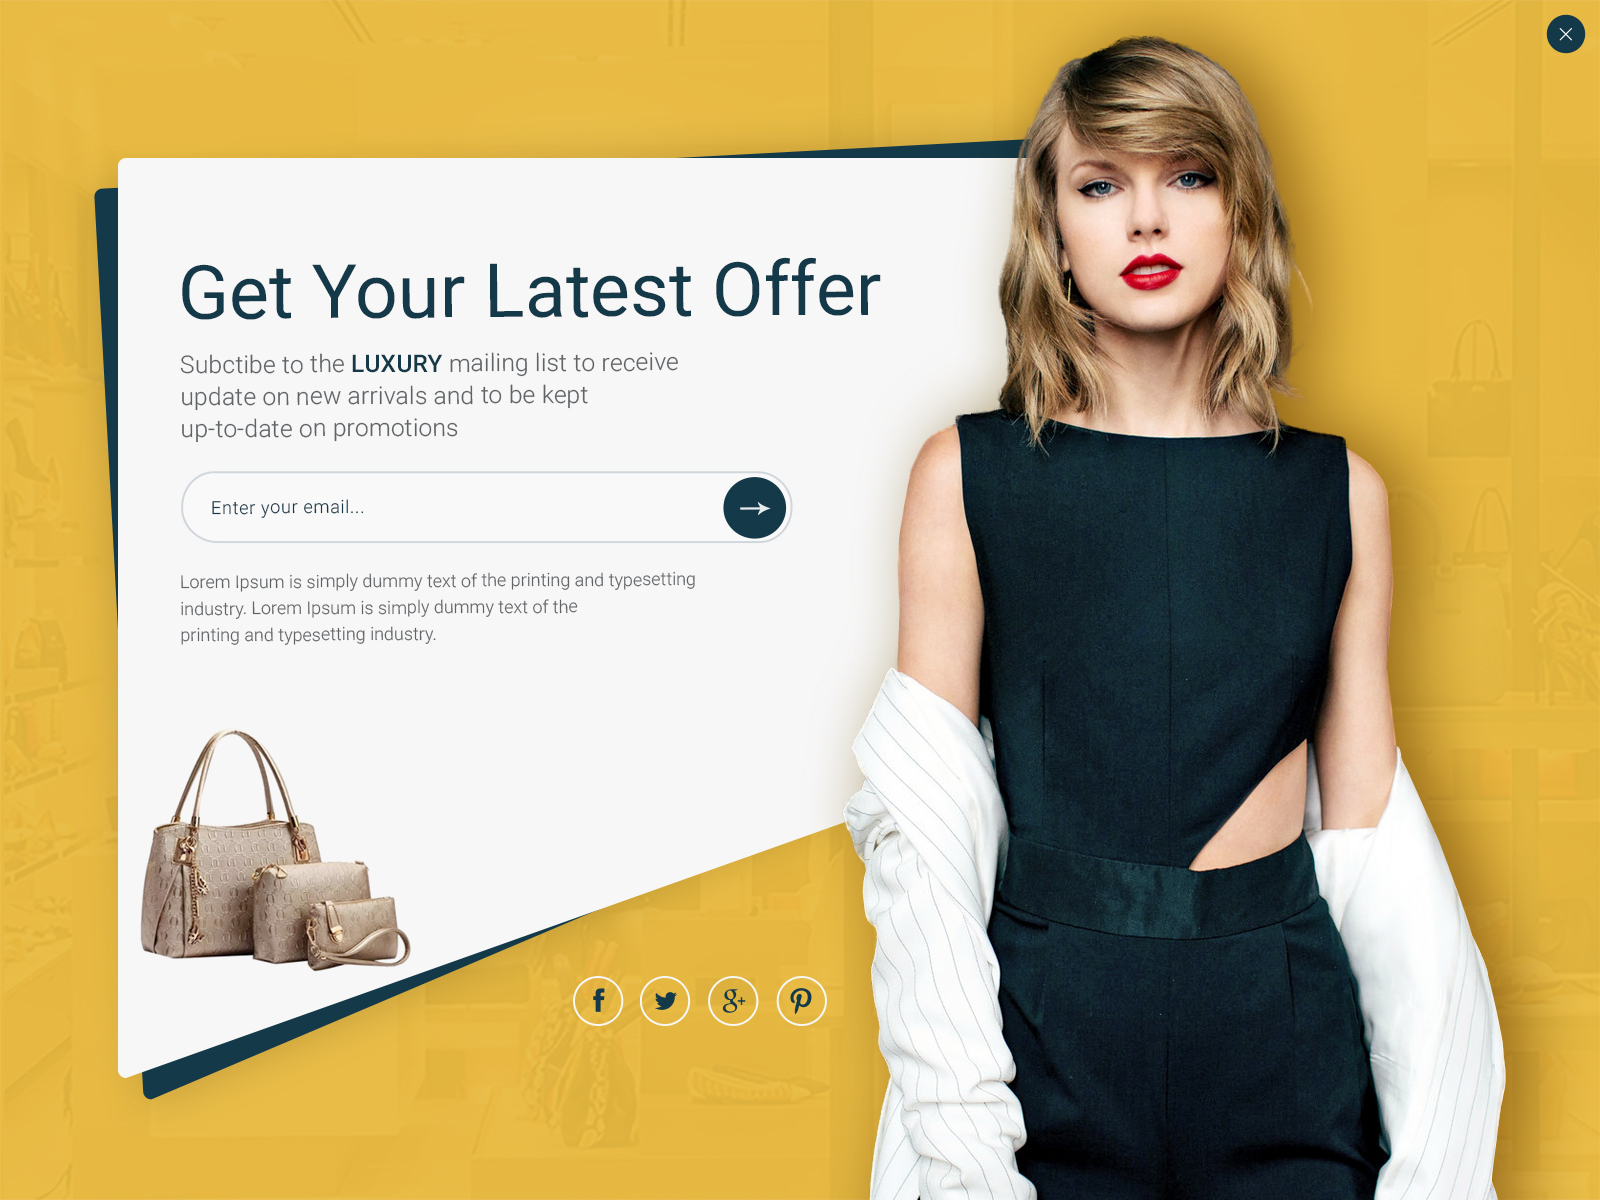 Get Your Latest Offer
Subctibe to the LUXURY mailing list to receive
update on new arrivals and to be kept
up-to-date on promotions
Enter your email...
Lorem Ipsum is simply dummy text of the printing and typesetting
industry. Lorem Ipsum is simply dummy text of the
printing and typesetting industry.